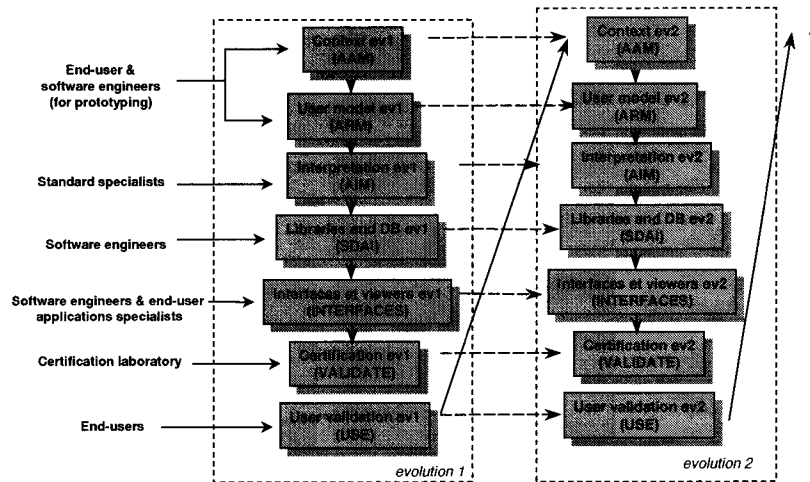 End-user &
software engineers
(for prototyping)
Standard specialists
Software engineers
Software engineers & end-user
applications specialists
Certification laboratory
End-users
Context ev1
(AAM)
User model ev1
(ARM)
Interpretation ev1
(AIM)
Libraries and DB ev1
(SDAI)
Interfaces et viewers ev1
(INTERFACES)
Certification ev1
(VALIDATE)
User validation ev1
(USE)
evolution 1
Context ev2
(AAM)
User model ev2
(ARM)
Interpretation ev2
(AIM)
Libraries and DB ev2
(SDAI)
Interfaces et viewers ev2
(INTERFACES)
Certification ev2
(VALIDATE)
User validation ev2
(USE)
evolution 2